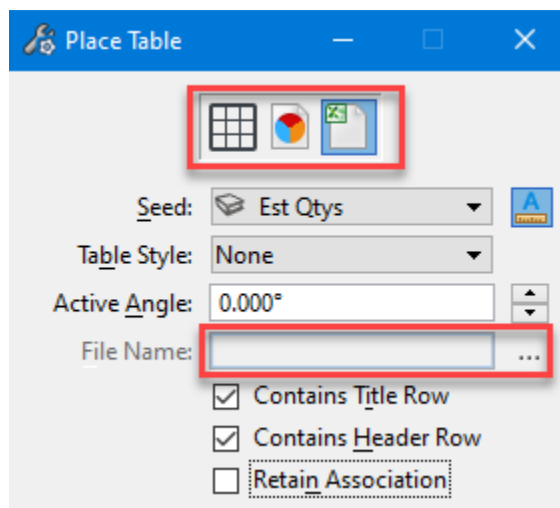 Place Table
Seed: Est Qtys
Table Style: None
Active Angle: 0.000°
File Name: ...
Contains Title Row
Contains Header Row
Retain Association